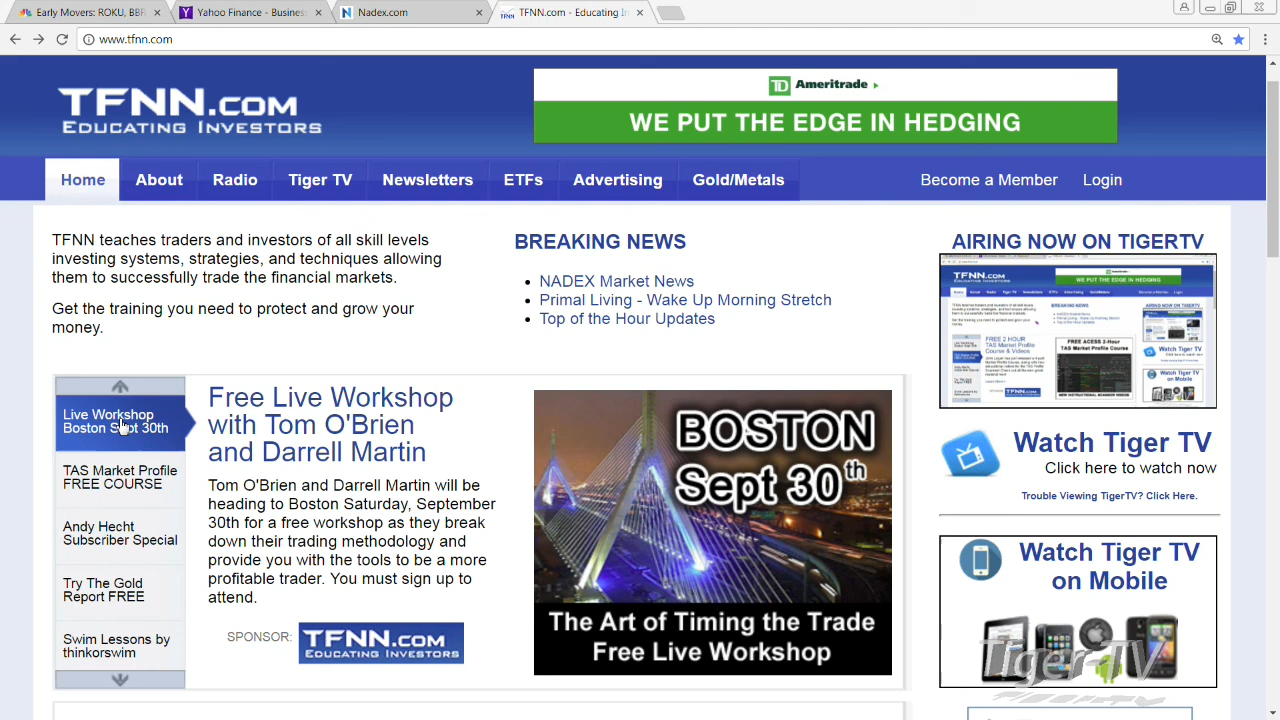 Early Movers: ROKU, BBR
Yahoo Finance - Business
Nadex.com
TFNN.com - Educating In
www.tfnn.com
TFNN.COM
EDUCATING INVESTORS
TD Ameritrade
WE PUT THE EDGE IN HEDGING
Home About Radio Tiger TV Newsletters ETFs Advertising Gold/Metals Become a Member Login
TFNN teaches traders and investors of all skill levels
investing systems, strategies, and techniques allowing
them to successfully trade the financial markets.
Get the training you need to protect and grow your
money.
BREAKING NEWS
NADEX Market News
Primal Living - Wake Up Morning Stretch
Top of the Hour Updates
AIRING NOW ON TIGERTV
Live Workshop
Boston Sept 30th
TAS Market Profile
FREE COURSE
Andy Hecht
Subscriber Special
Try The Gold
Report FREE
Swim Lessons by
thinkorswim
Free Live Workshop
with Tom O'Brien
and Darrell Martin
Tom O'Brien and Darrell Martin will be
heading to Boston Saturday, September
30th for a free workshop as they break
down their trading methodology and
provide you with the tools to be a more
profitable trader. You must sign up to
attend.
SPONSOR: TFNN.COM
EDUCATING INVESTORS
BOSTON
Sept 30th
The Art of Timing the Trade
Free Live Workshop
Watch Tiger TV
Click here to watch now
Trouble Viewing TigerTV? Click Here.
Watch Tiger TV
on Mobile
Tiger-TV